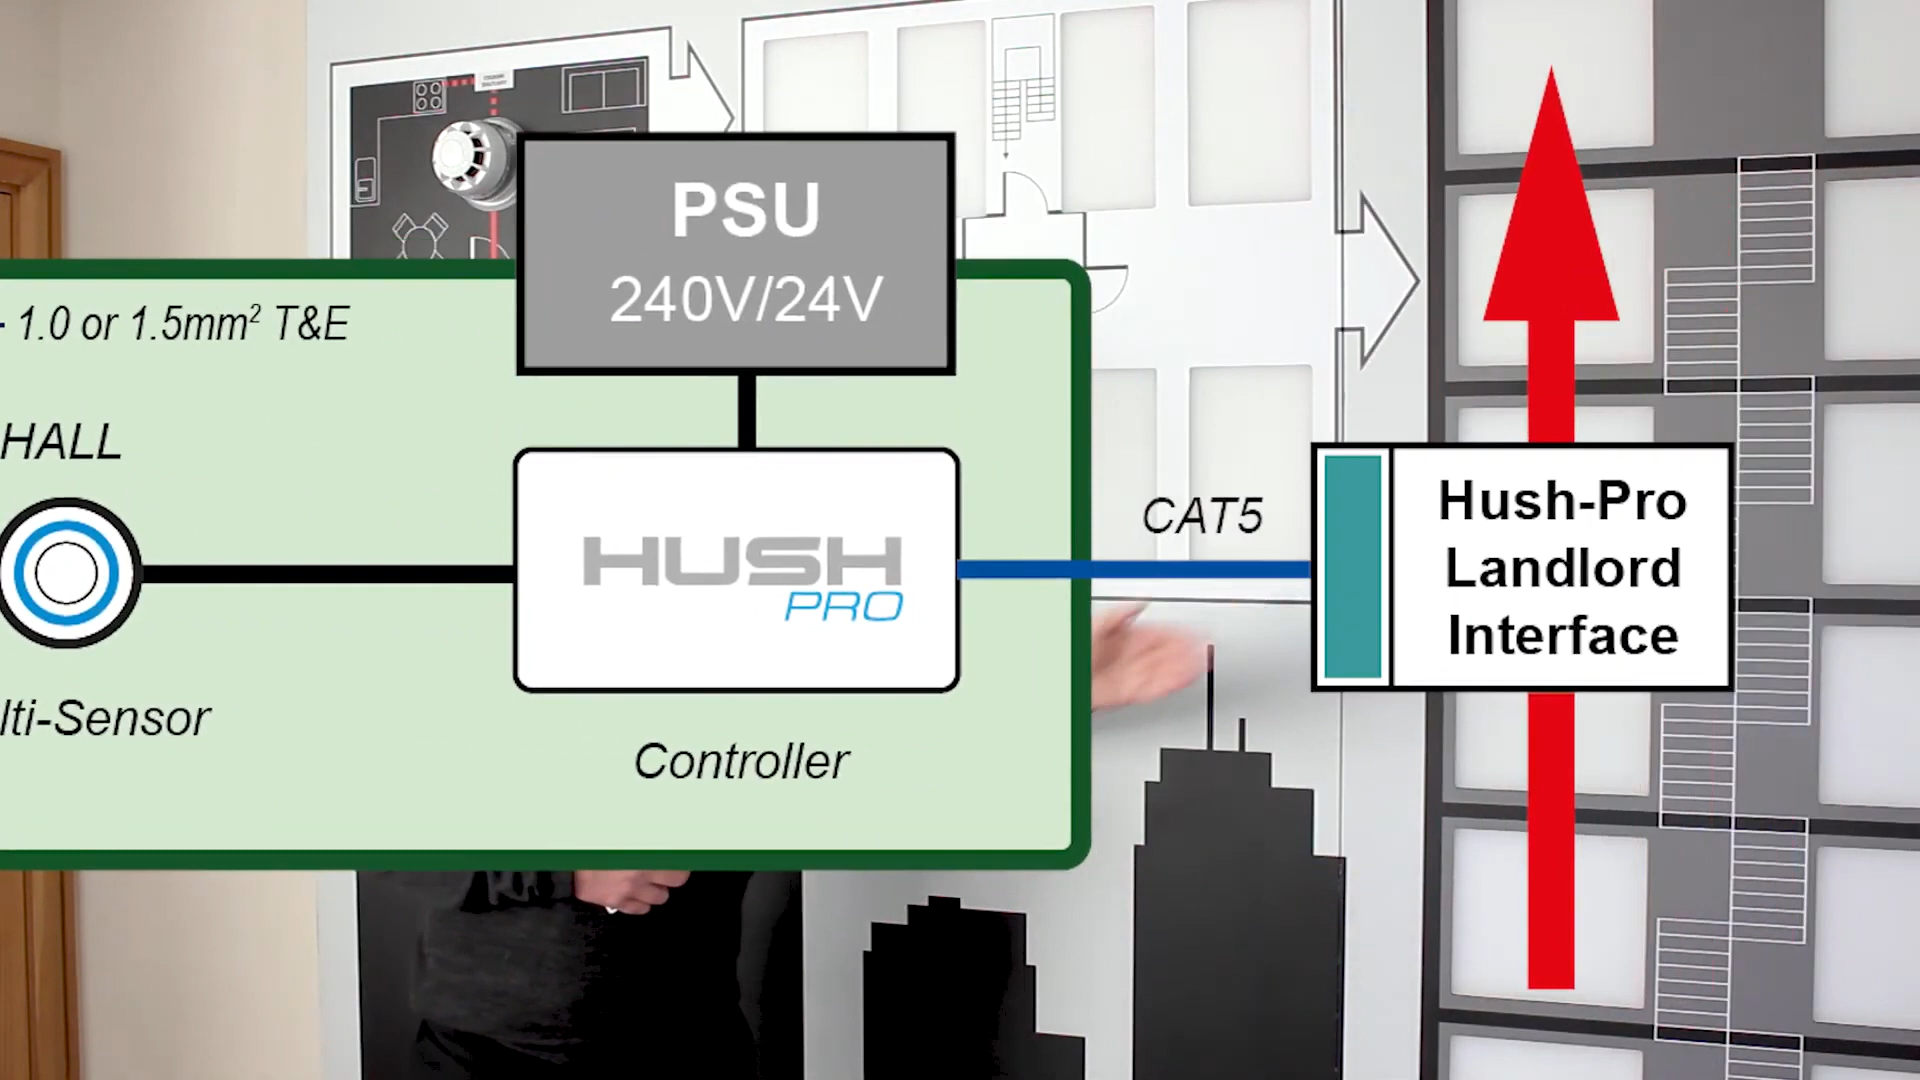 PSU
240V/24V
- 1.0 or 1.5mm² T&E
HALL
CAT5
Hush-Pro
Landlord
Interface
HUSH
PRO
lti-Sensor
Controller